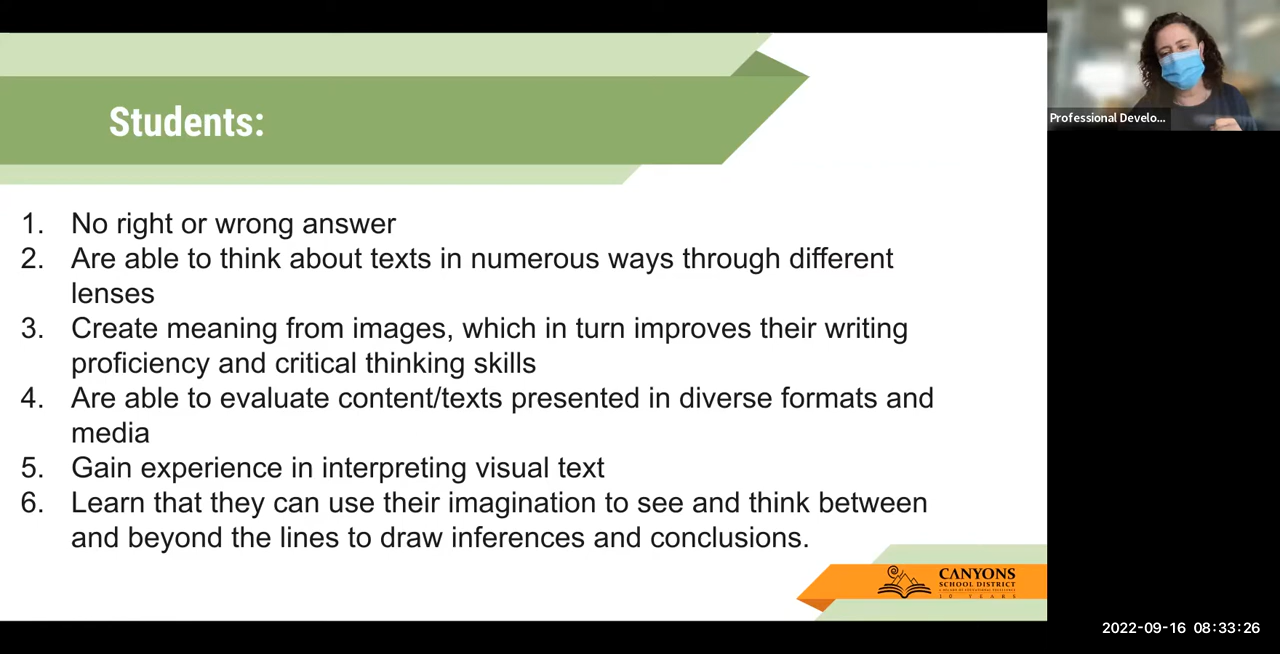 Students:
1. No right or wrong answer
2. Are able to think about texts in numerous ways through different
lenses
3. Create meaning from images, which in turn improves their writing
proficiency and critical thinking skills
4. Are able to evaluate content/texts presented in diverse formats and
media
5. Gain experience in interpreting visual text
6. Learn that they can use their imagination to see and think between
and beyond the lines to draw inferences and conclusions.
CANYONS
SCHOOL DISTRICT
10 YEARS
Professional Develo...
2022-09-16 08:33:26